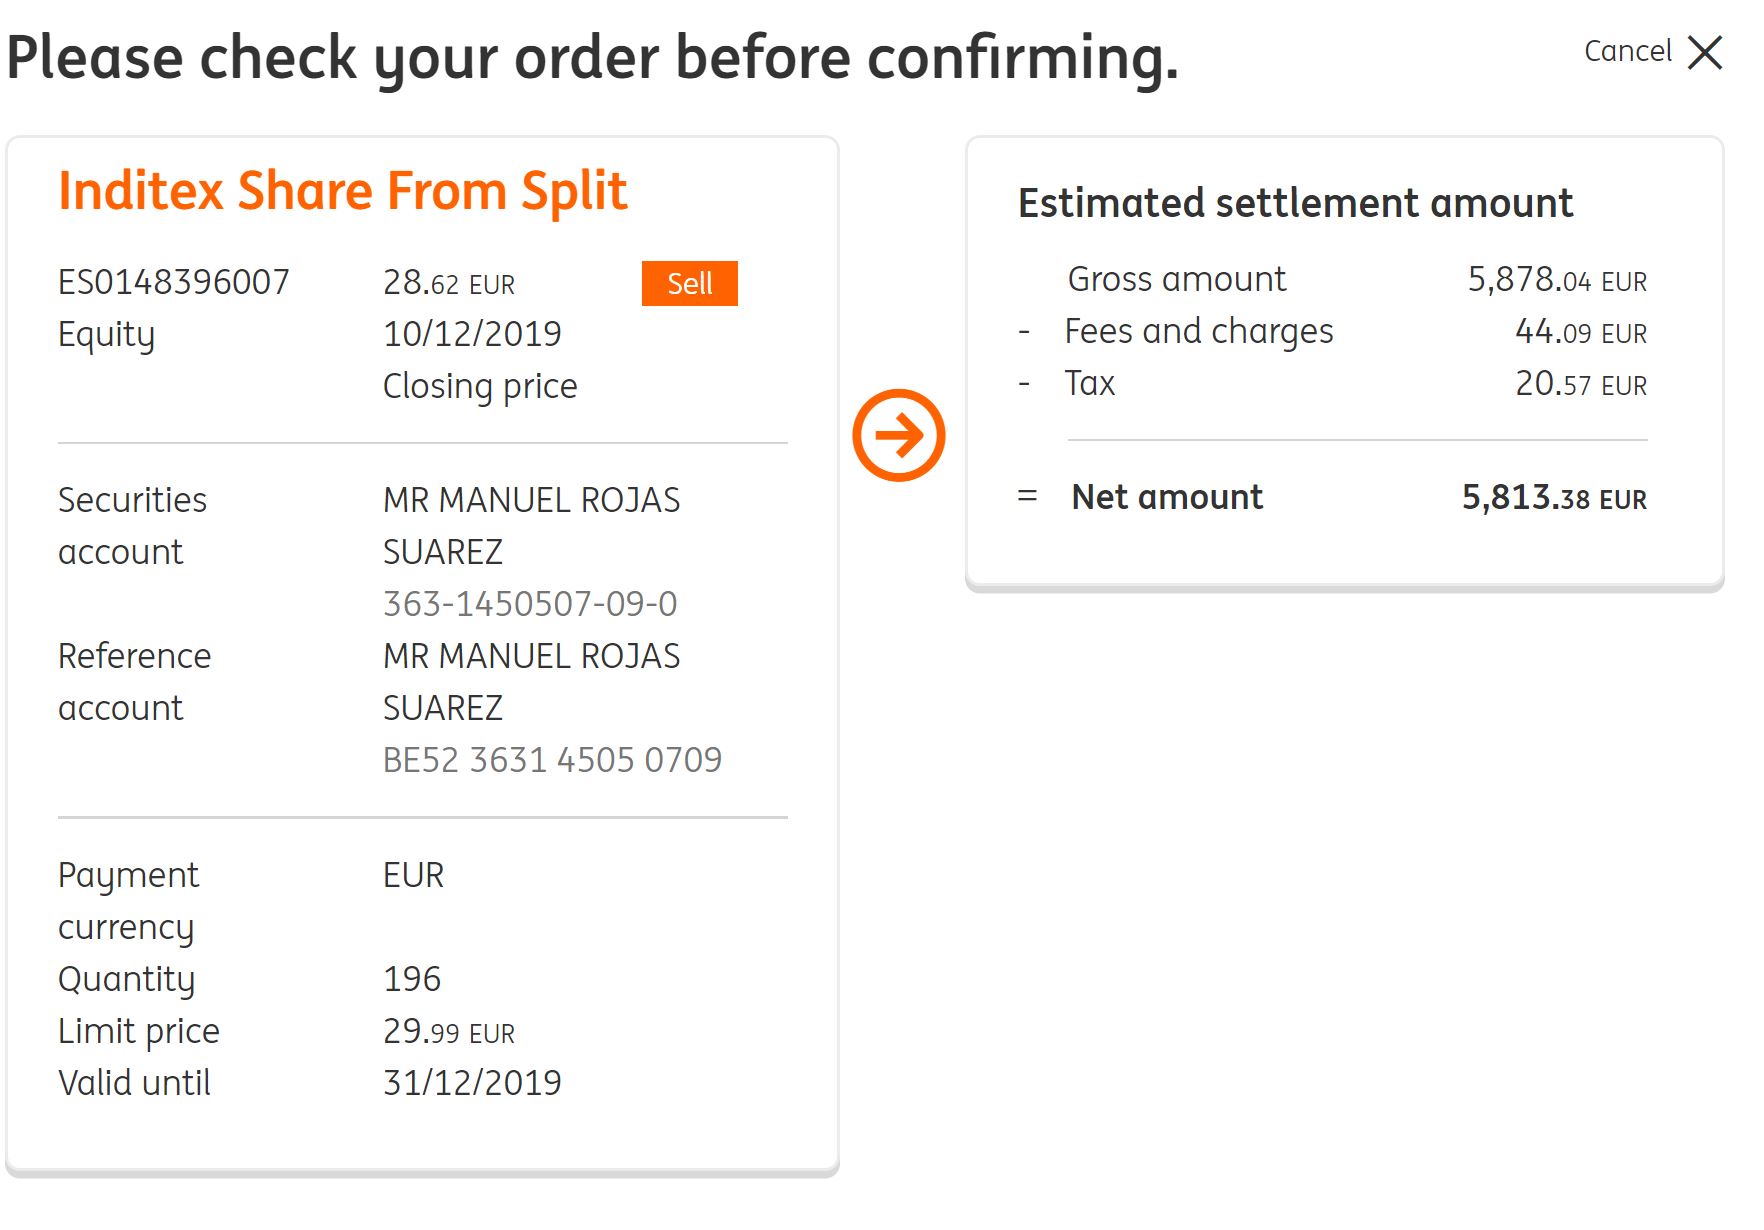 Please check your order before confirming.
Cancel
Inditex Share From Split
ES0148396007 28.62 EUR Sell
Equity 10/12/2019
Closing price
Securities MR MANUEL ROJAS
account SUAREZ
363-1450507-09-0
Reference MR MANUEL ROJAS
account SUAREZ
BE52 3631 4505 0709
Payment EUR
currency
Quantity 196
Limit price 29.99 EUR
Valid until 31/12/2019
Estimated settlement amount
Gross amount 5,878.04 EUR
- Fees and charges 44.09 EUR
- Tax 20.57 EUR
= Net amount 5,813.38 EUR